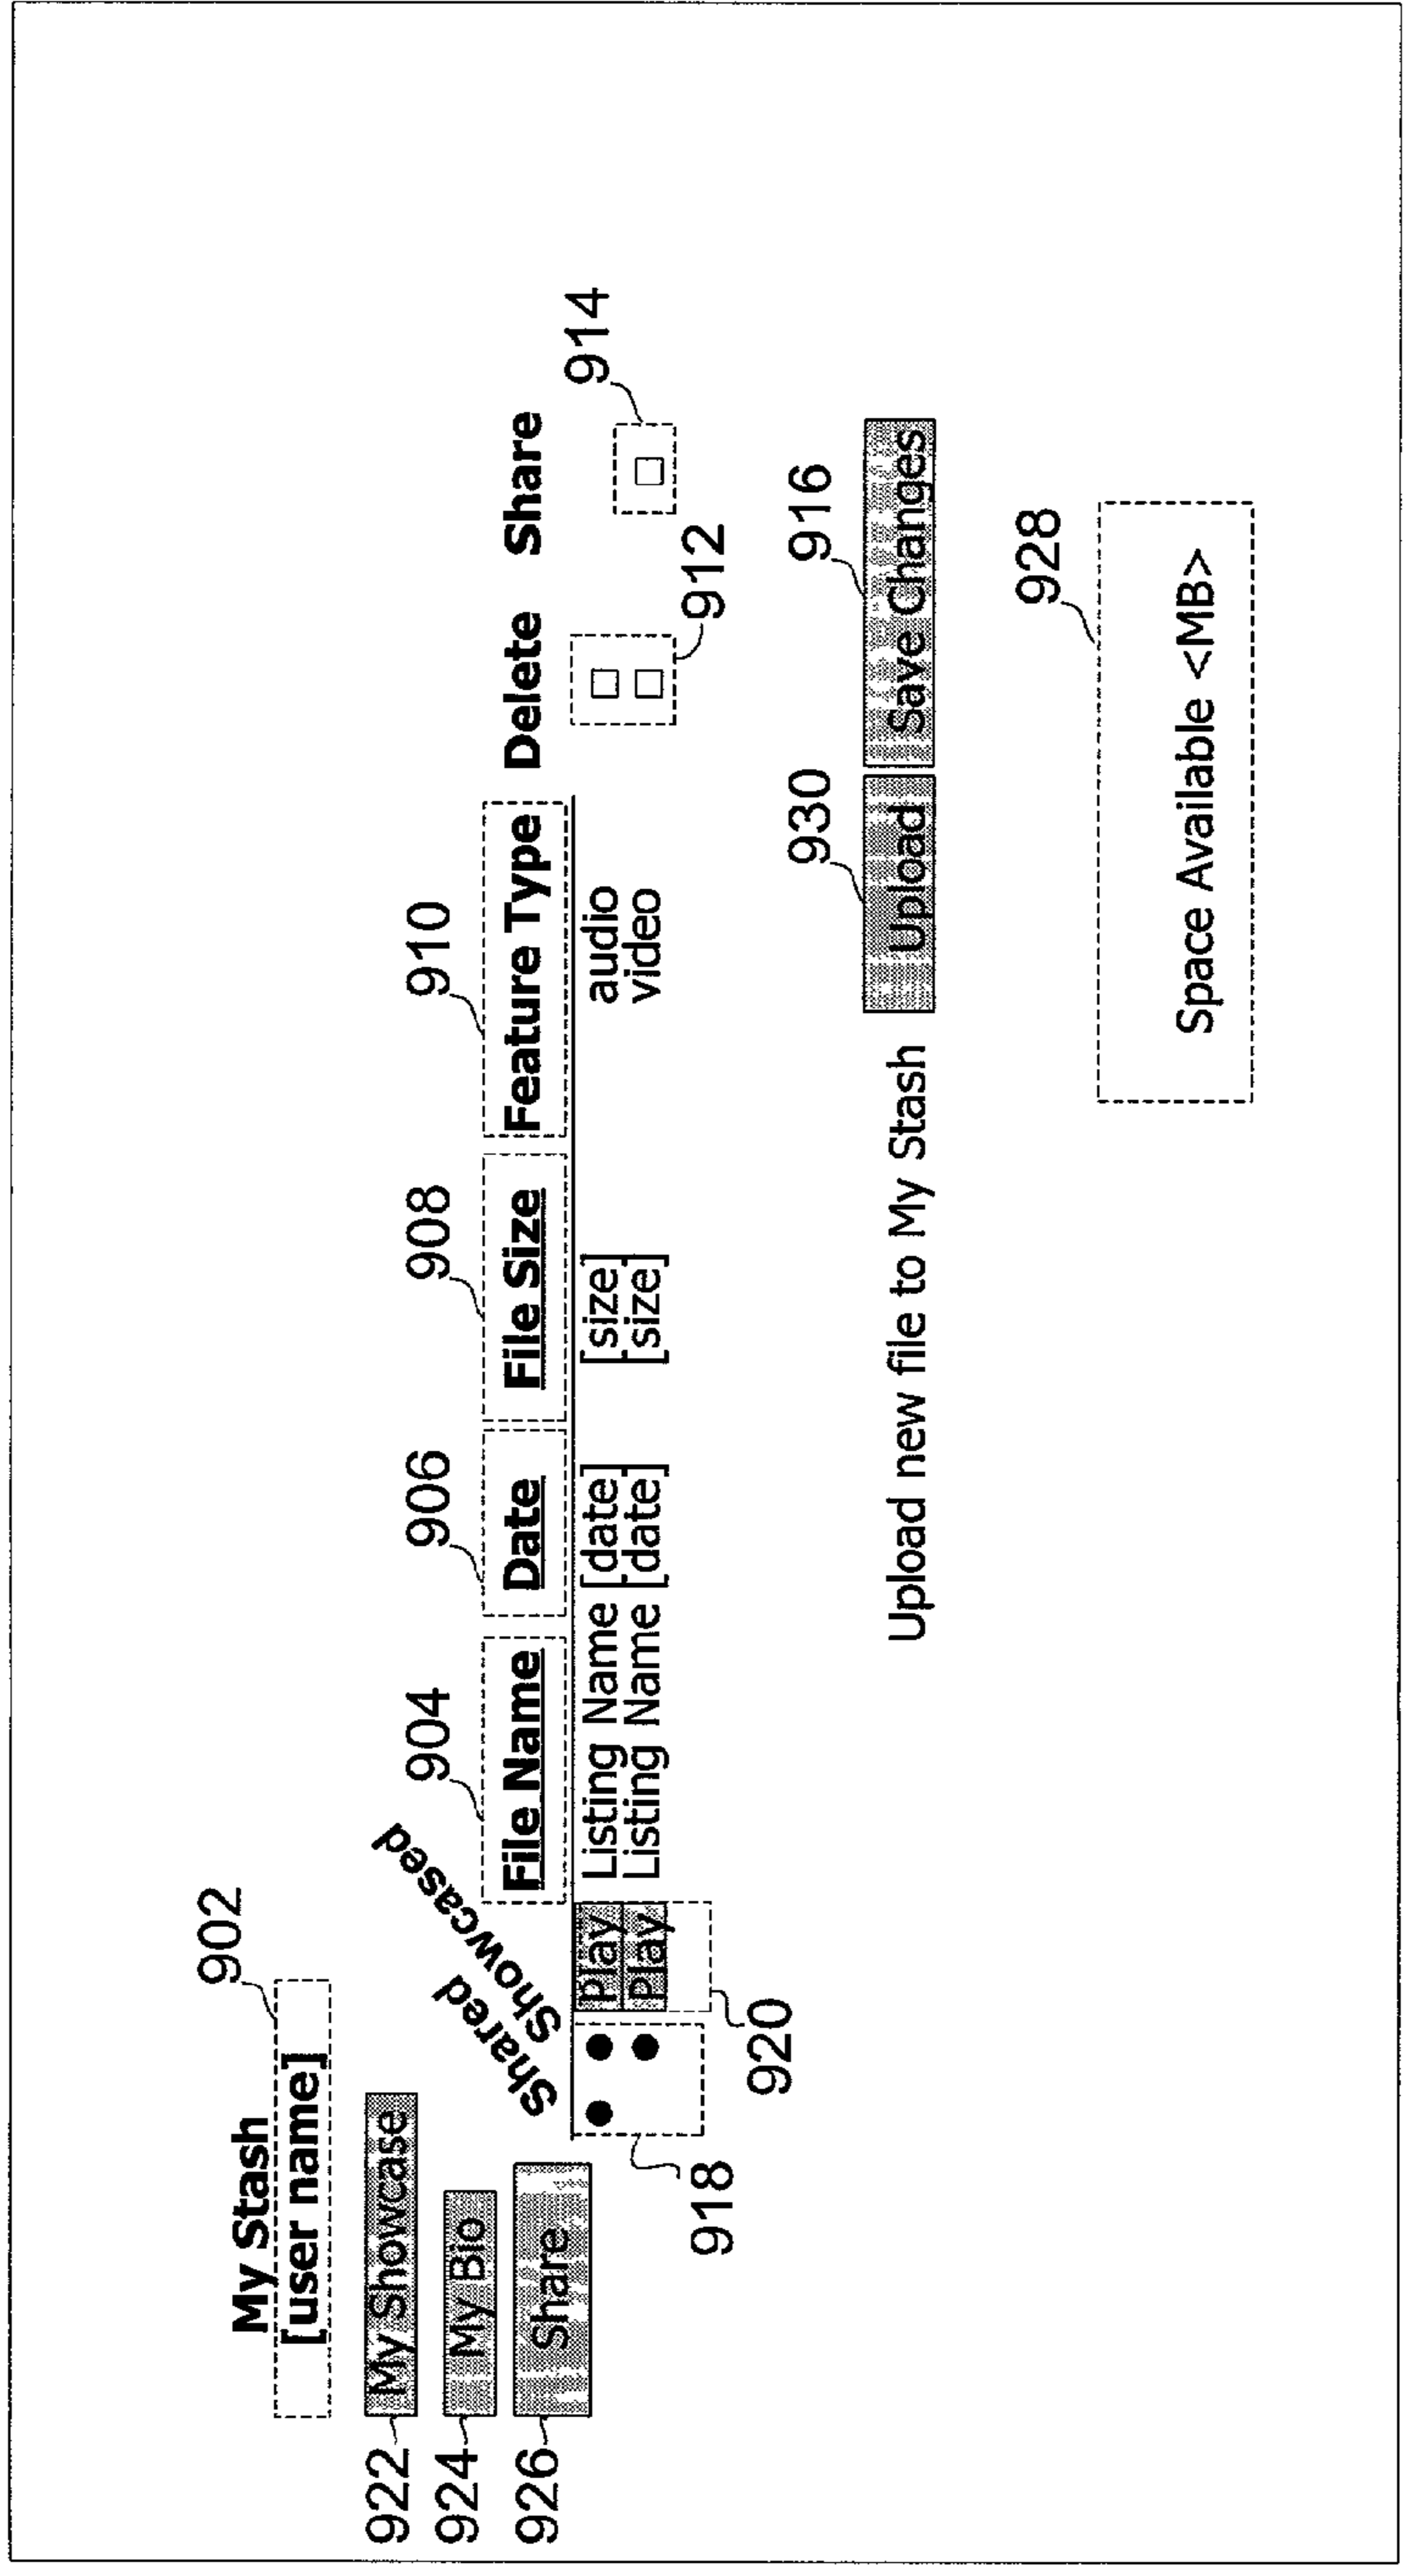 My Stash
902
[user name]
922 My Showcase
924 My Bio
926 Share
Shared
Showcased
904 906 908 910
File Name Date File Size Feature Type Delete Share
Play Listing Name [date] [size] audio
Play Listing Name [date] [size] video
918 920 912 914
930 916
Upload new file to My Stash Upload Save Changes
928
Space Available <MB>